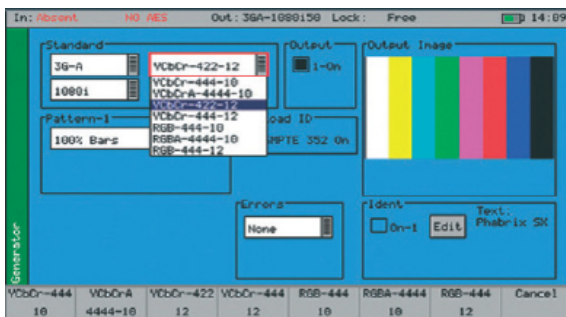 In: Absent NO AES Out: 3GA-1080i50 Lock: Free 14:09
Standard
Output
Output Image
3G-A
YCbCr-422-12
1-On
1080i
YCbCr-444-10
YCbCrA-4444-10
YCbCr-422-12
YCbCr-444-12
RGB-444-10
RGBA-4444-10
RGB-444-12
Pattern-1
100% Bars
load ID
SMPTE 352 On
Errors
None
Ident
On-1
Edit
Text:
Phabrix SX
Generator
YCbCr-444 YCbCrA YCbCr-422 YCbCr-444 RGB-444 RGBA-4444 RGB-444 Cancel
10 4444-10 12 12 10 10 12